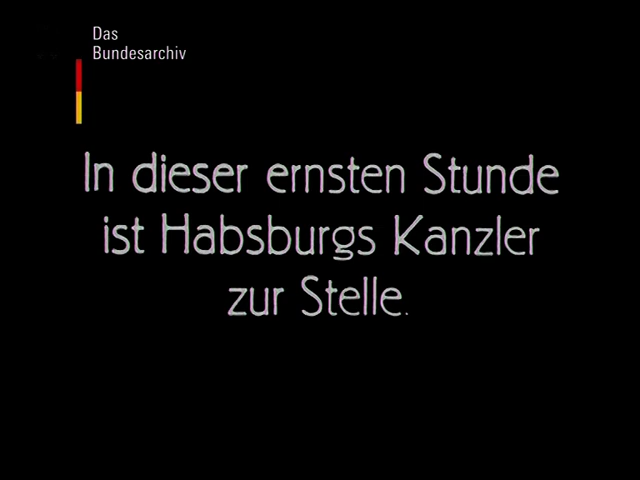 Das
Bundesarchiv
In dieser ernsten Stunde
ist Habsburgs Kanzler
zur Stelle.